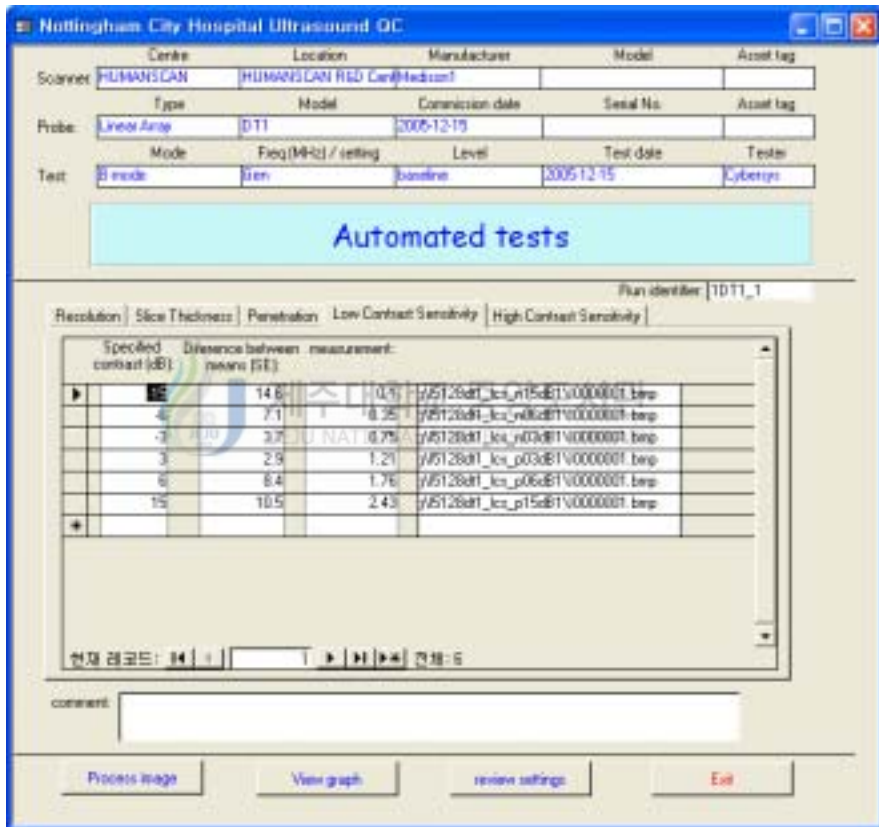 Nottingham City Hospital Ultrasound QC
Centre Location Manufacturer Model Asset tag
Scanner: HUMANSCAN HUMANSCAN R&D Cent Medison1
Type Model Commission date Serial No. Asset tag
Probe: Linear Array DT1 2005-12-15
Mode Freq.(MHz) / setting Level Test date Tester
Test: B mode Gen baseline 2005-12-15 Cybersys
Automated tests
Run identifier: 1DT1_1
Resolution Slice Thickness Penetration Low Contrast Sensitivity High Contrast Sensitivity
Specified contrast (dB): Difference between means (SE): measurement:
14.6 0.1
-6 7.1 0.35
-3 3.7 0.75
3 2.9 1.21
6 8.4 1.76
15 10.5 2.43
현재 레코드: 1 전체: 6
comment:
Process image View graph review settings Exit